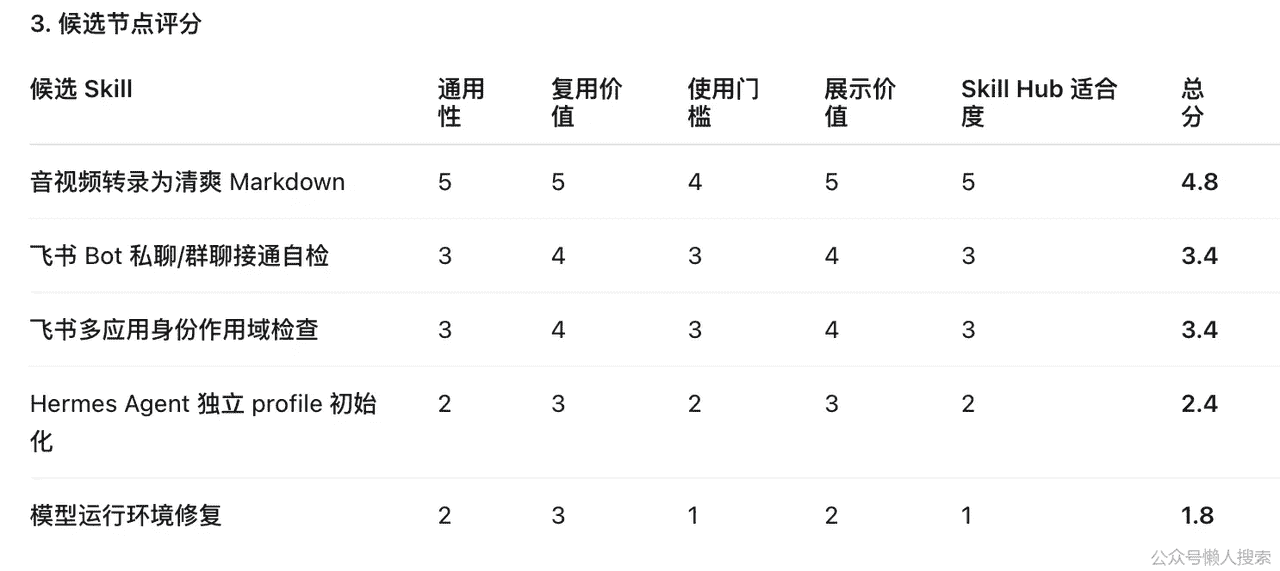 3. 候选节点评分
候选 Skill 通用性 复用价值 使用门槛 展示价值 Skill Hub 适合度 总分
音视频转录为清爽 Markdown 5 5 4 5 5 4.8
飞书 Bot 私聊/群聊接通自检 3 4 3 4 3 3.4
飞书多应用身份作用域检查 3 4 3 4 3 3.4
Hermes Agent 独立 profile 初始化 2 3 2 3 2 2.4
模型运行环境修复 2 3 1 2 1 1.8
公众号懒人搜索